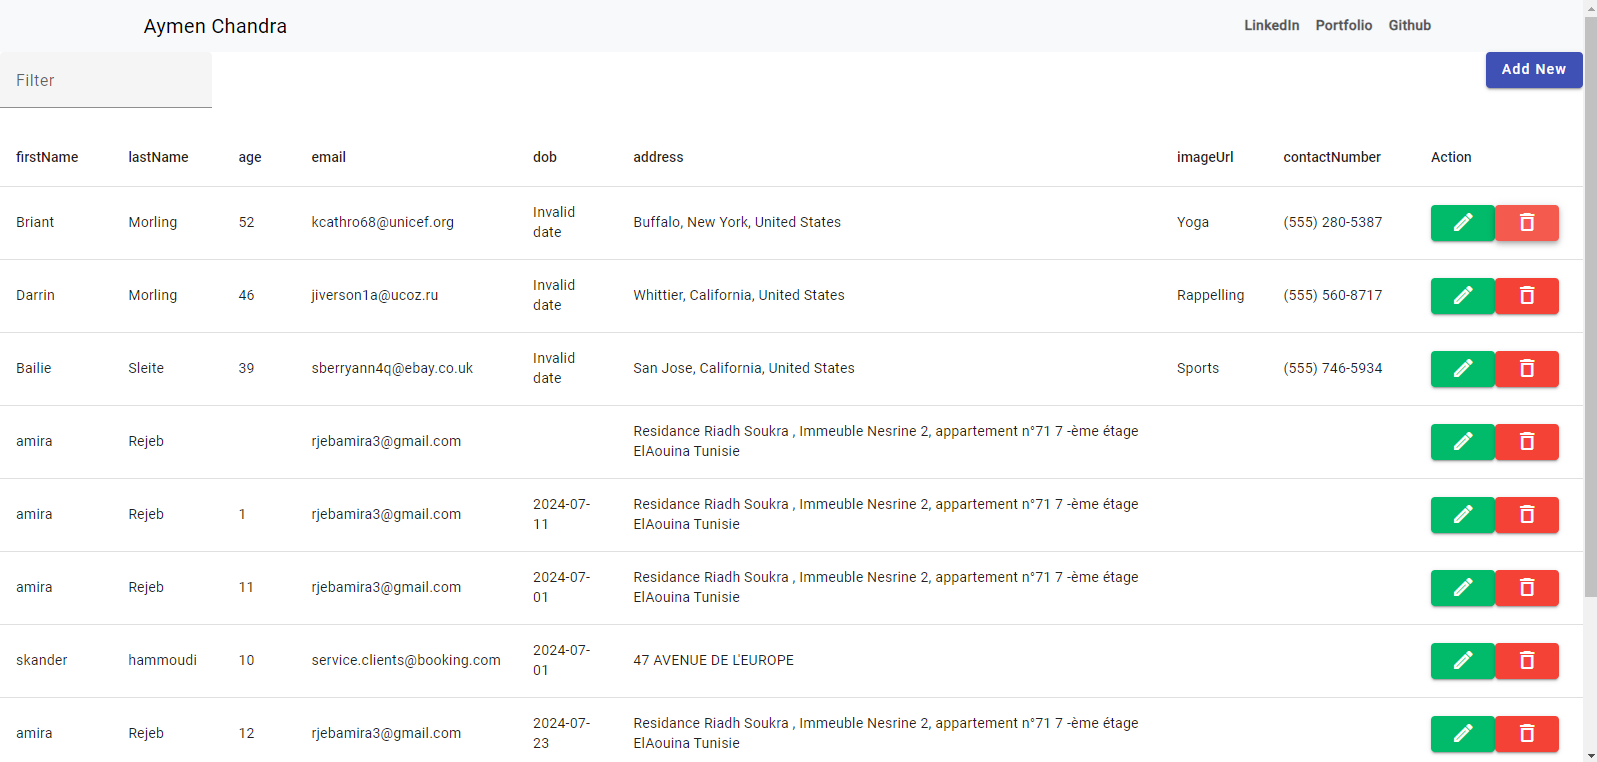 Aymen Chandra
LinkedIn Portfolio Github
Filter
Add New
firstName lastName age email dob address imageUrl contactNumber Action
Briant Morling 52 kcathro68@unicef.org Invalid date Buffalo, New York, United States Yoga (555) 280-5387
Darrin Morling 46 jiverson1a@ucoz.ru Invalid date Whittier, California, United States Rappelling (555) 560-8717
Bailie Sleite 39 sberryann4q@ebay.co.uk Invalid date San Jose, California, United States Sports (555) 746-5934
amira Rejeb rjebamira3@gmail.com Residance Riadh Soukra , Immeuble Nesrine 2, appartement n°71 7 -ème étage
ElAouina Tunisie
amira Rejeb 1 rjebamira3@gmail.com 2024-07-11 Residance Riadh Soukra , Immeuble Nesrine 2, appartement n°71 7 -ème étage
ElAouina Tunisie
amira Rejeb 11 rjebamira3@gmail.com 2024-07-01 Residance Riadh Soukra , Immeuble Nesrine 2, appartement n°71 7 -ème étage
ElAouina Tunisie
skander hammoudi 10 service.clients@booking.com 2024-07-01 47 AVENUE DE L'EUROPE
amira Rejeb 12 rjebamira3@gmail.com 2024-07-23 Residance Riadh Soukra , Immeuble Nesrine 2, appartement n°71 7 -ème étage
ElAouina Tunisie